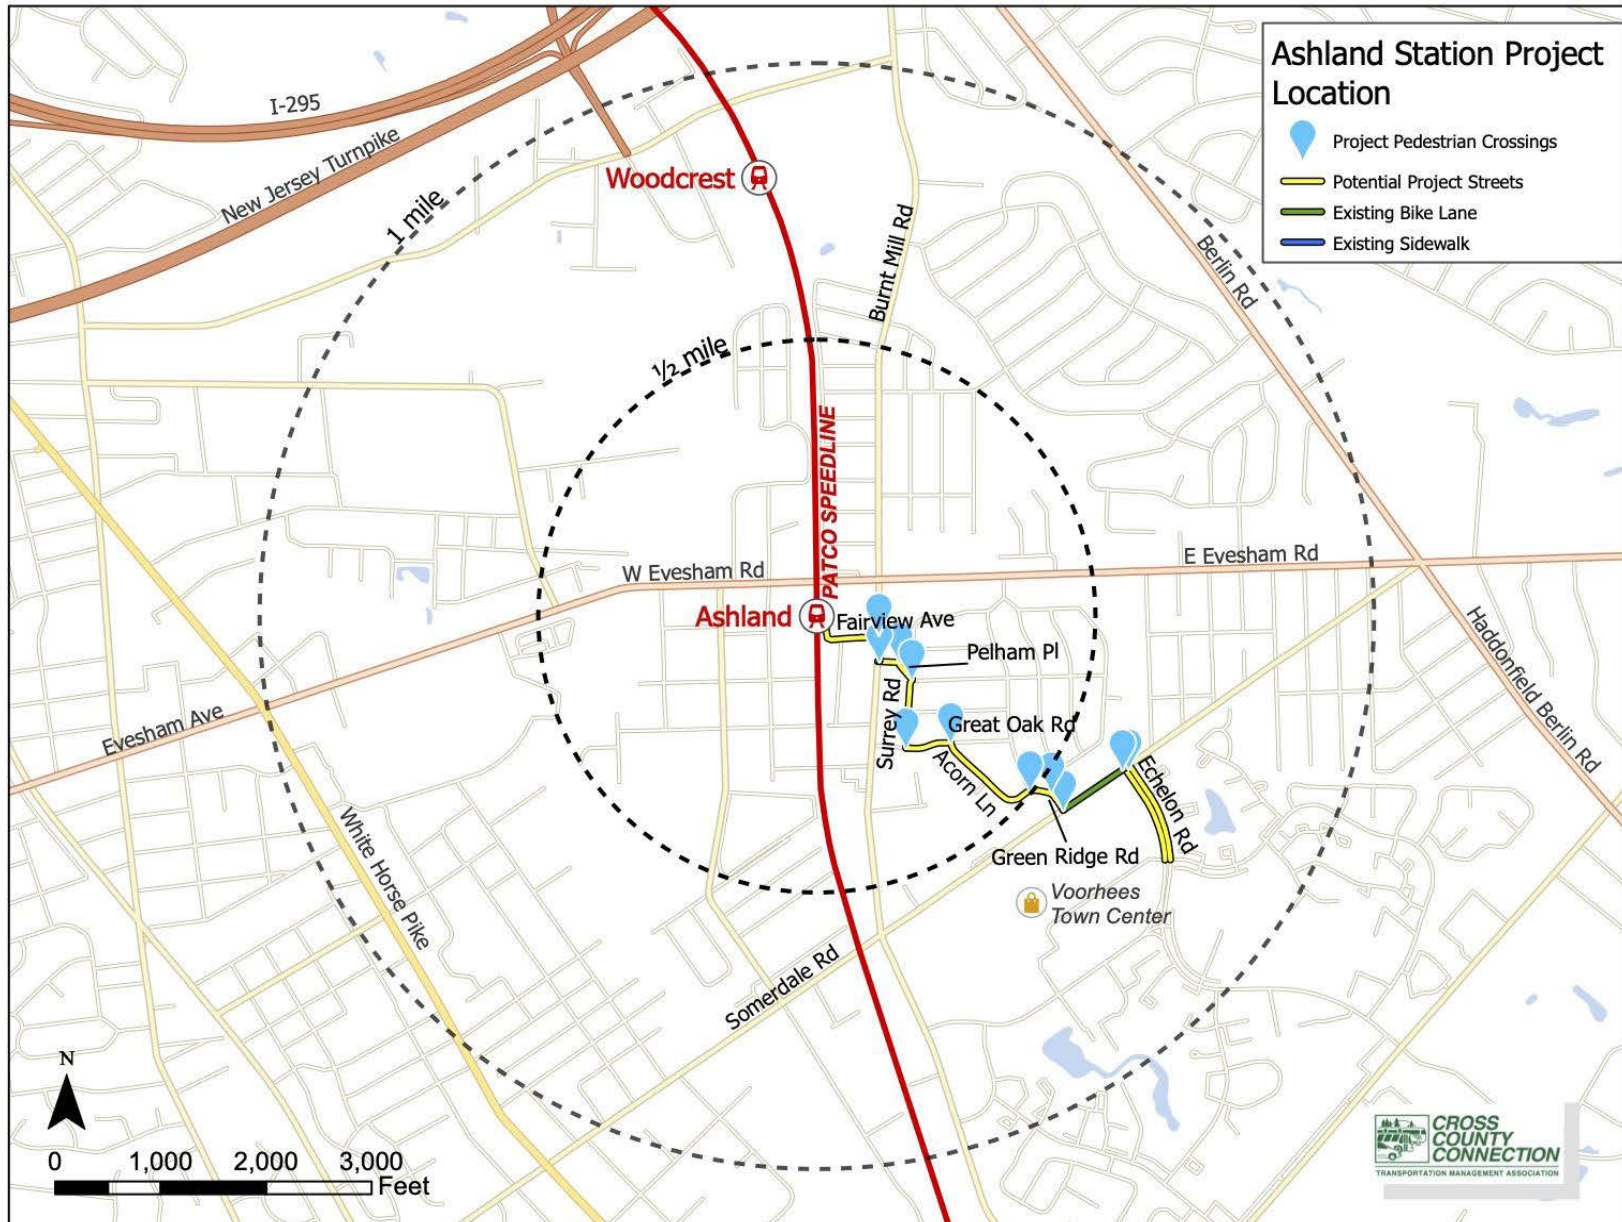 Ashland Station Project
Location
Project Pedestrian Crossings
Potential Project Streets
Existing Bike Lane
Existing Sidewalk
I-295
New Jersey Turnpike
1 mile
Woodcrest
Burnt Mill Rd
Berlin Rd
½ mile
PATCO SPEEDLINE
W Evesham Rd
E Evesham Rd
Ashland
Fairview Ave
Pelham Pl
Haddonfield Berlin Rd
Evesham Ave
Surrey Rd
Great Oak Rd
Acorn Ln
Echelon Rd
White Horse Pike
Green Ridge Rd
Voorhees
Town Center
Somerdale Rd
N
0 1,000 2,000 3,000
Feet
CROSS
COUNTY
CONNECTION
TRANSPORTATION MANAGEMENT ASSOCIATION